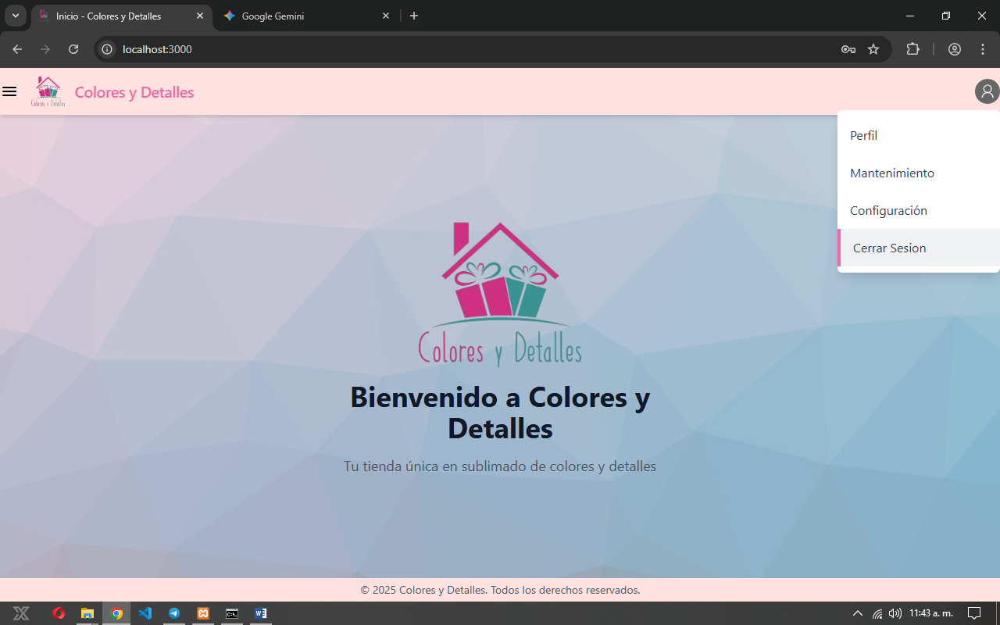 Inicio - Colores y Detalles
Google Gemini
localhost:3000
Colores y Detalles
Colores y Detalles
Perfil
Mantenimiento
Configuración
Cerrar Sesion
Colores y Detalles
Bienvenido a Colores y
Detalles
Tu tienda única en sublimado de colores y detalles
© 2025 Colores y Detalles. Todos los derechos reservados.
11:43 a. m.